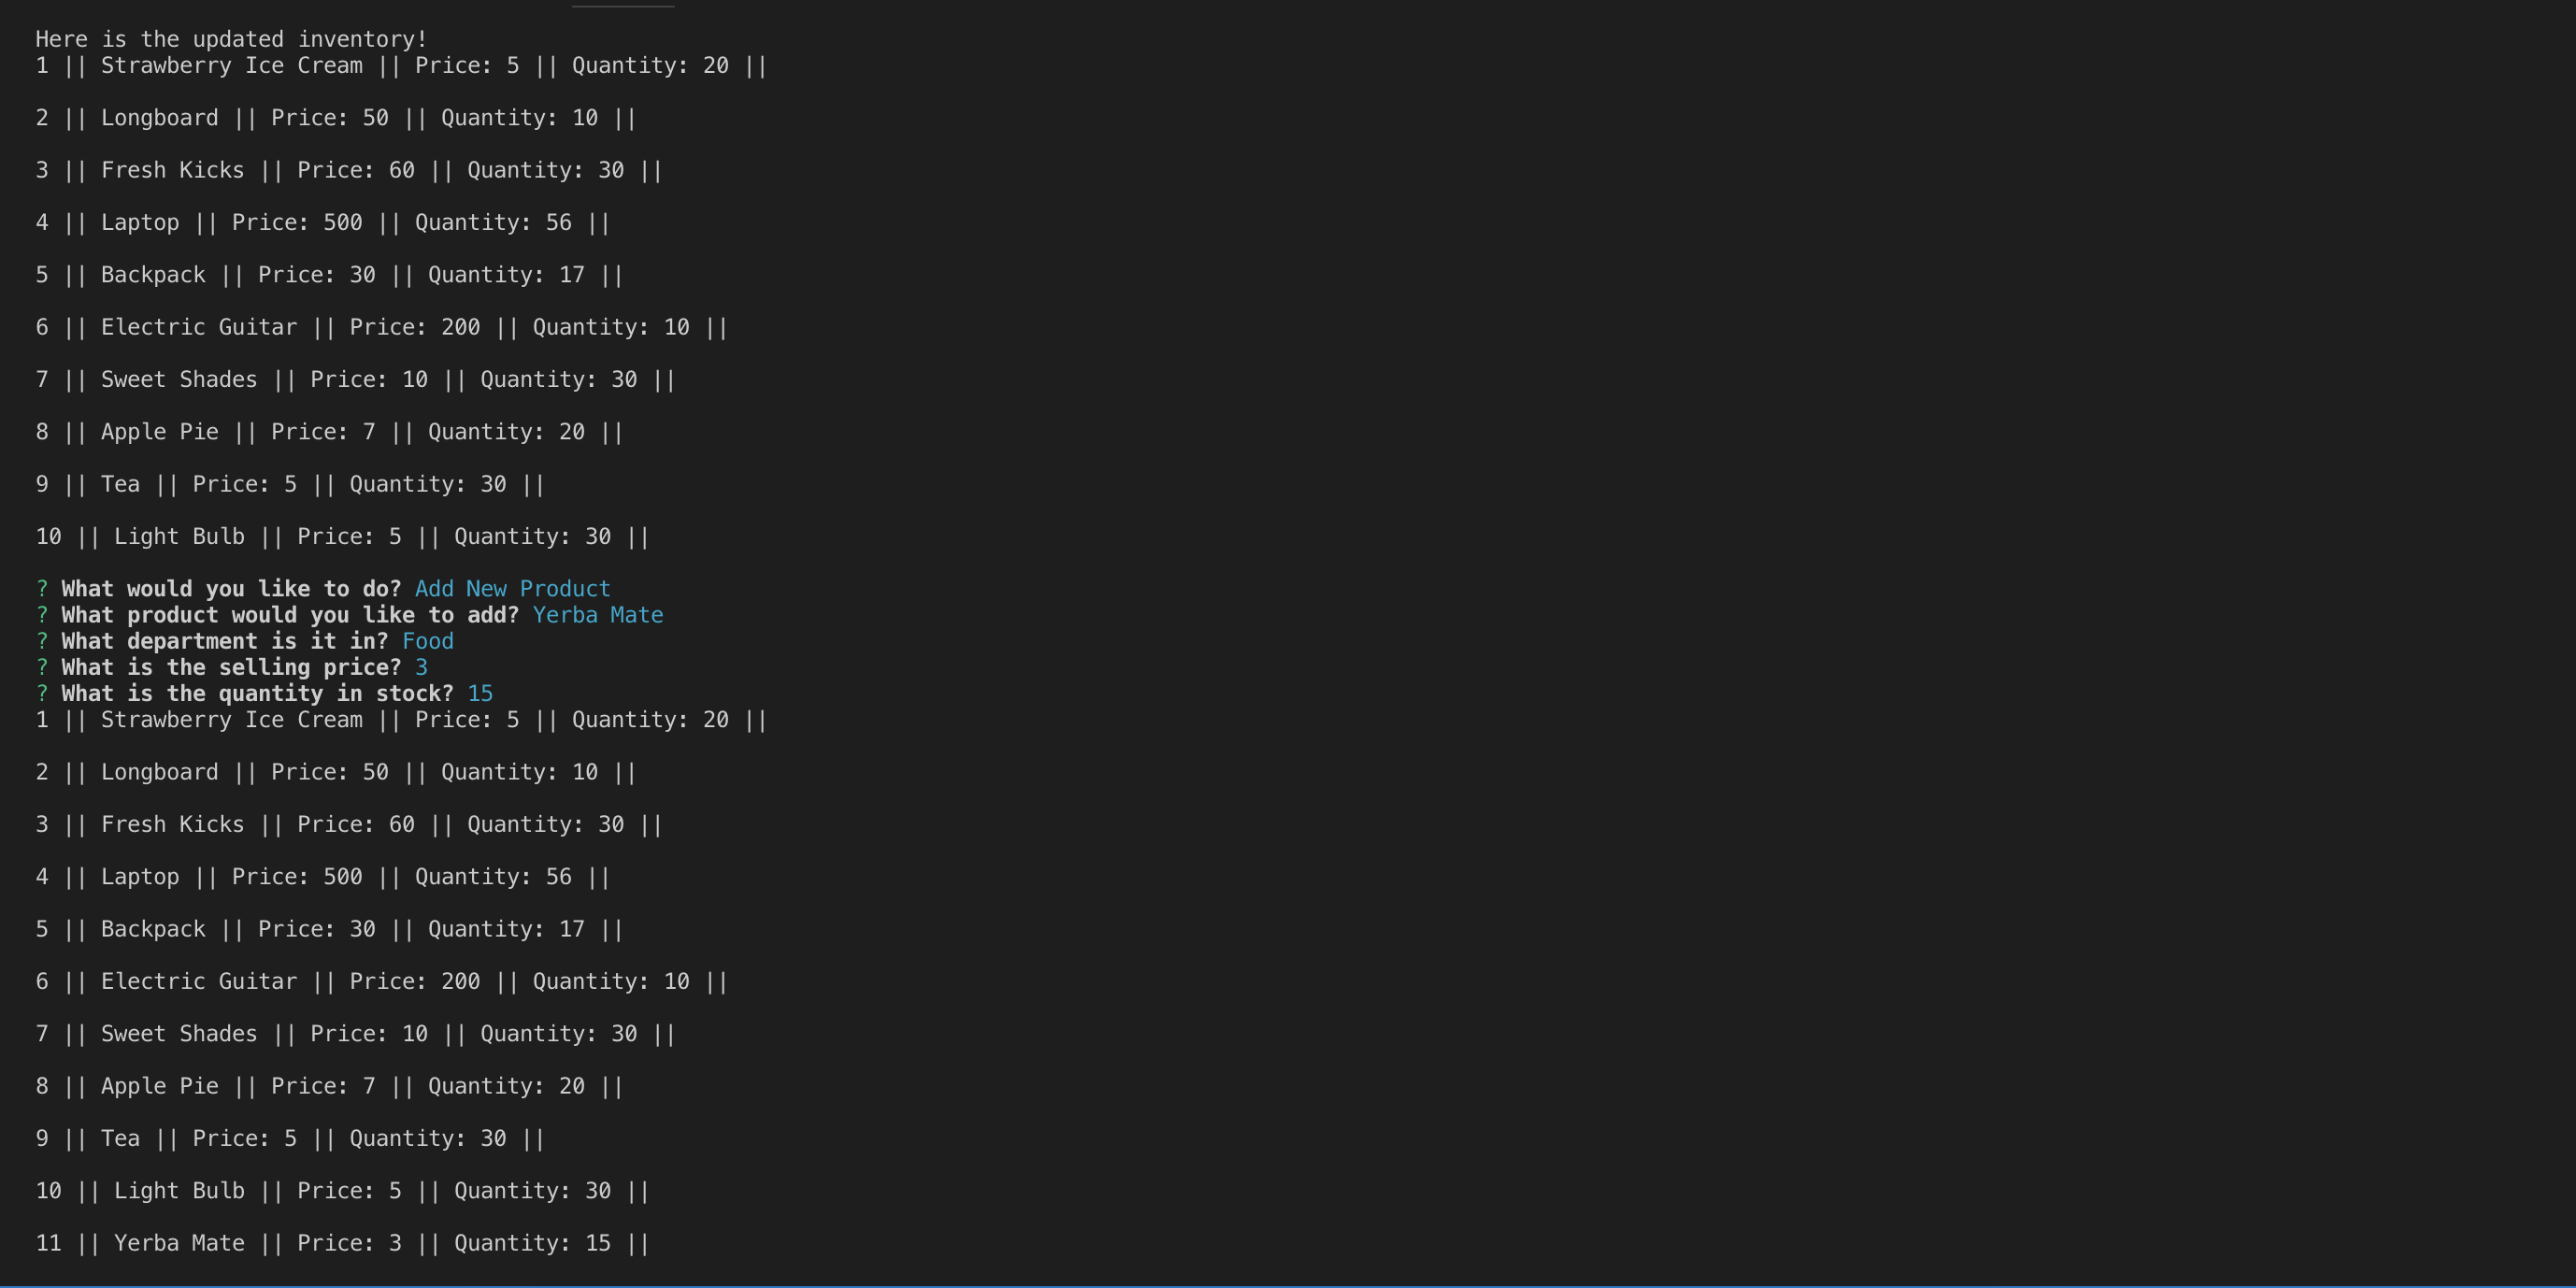 Here is the updated inventory!
1 || Strawberry Ice Cream || Price: 5 || Quantity: 20 ||
2 || Longboard || Price: 50 || Quantity: 10 ||
3 || Fresh Kicks || Price: 60 || Quantity: 30 ||
4 || Laptop || Price: 500 || Quantity: 56 ||
5 || Backpack || Price: 30 || Quantity: 17 ||
6 || Electric Guitar || Price: 200 || Quantity: 10 ||
7 || Sweet Shades || Price: 10 || Quantity: 30 ||
8 || Apple Pie || Price: 7 || Quantity: 20 ||
9 || Tea || Price: 5 || Quantity: 30 ||
10 || Light Bulb || Price: 5 || Quantity: 30 ||
? What would you like to do? Add New Product
? What product would you like to add? Yerba Mate
? What department is it in? Food
? What is the selling price? 3
? What is the quantity in stock? 15
1 || Strawberry Ice Cream || Price: 5 || Quantity: 20 ||
2 || Longboard || Price: 50 || Quantity: 10 ||
3 || Fresh Kicks || Price: 60 || Quantity: 30 ||
4 || Laptop || Price: 500 || Quantity: 56 ||
5 || Backpack || Price: 30 || Quantity: 17 ||
6 || Electric Guitar || Price: 200 || Quantity: 10 ||
7 || Sweet Shades || Price: 10 || Quantity: 30 ||
8 || Apple Pie || Price: 7 || Quantity: 20 ||
9 || Tea || Price: 5 || Quantity: 30 ||
10 || Light Bulb || Price: 5 || Quantity: 30 ||
11 || Yerba Mate || Price: 3 || Quantity: 15 ||